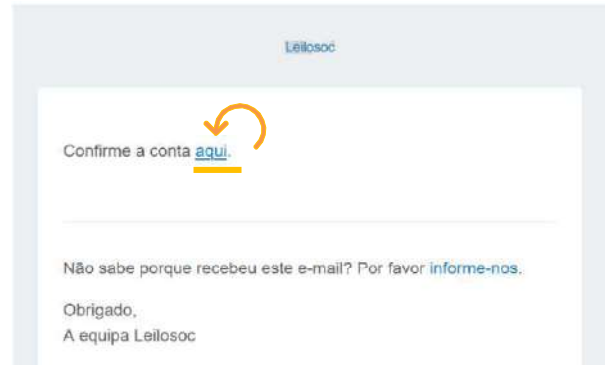 Leilosoc
Confirme a conta aqui.
Não sabe porque recebeu este e-mail? Por favor informe-nos.
Obrigado,
A equipa Leilosoc